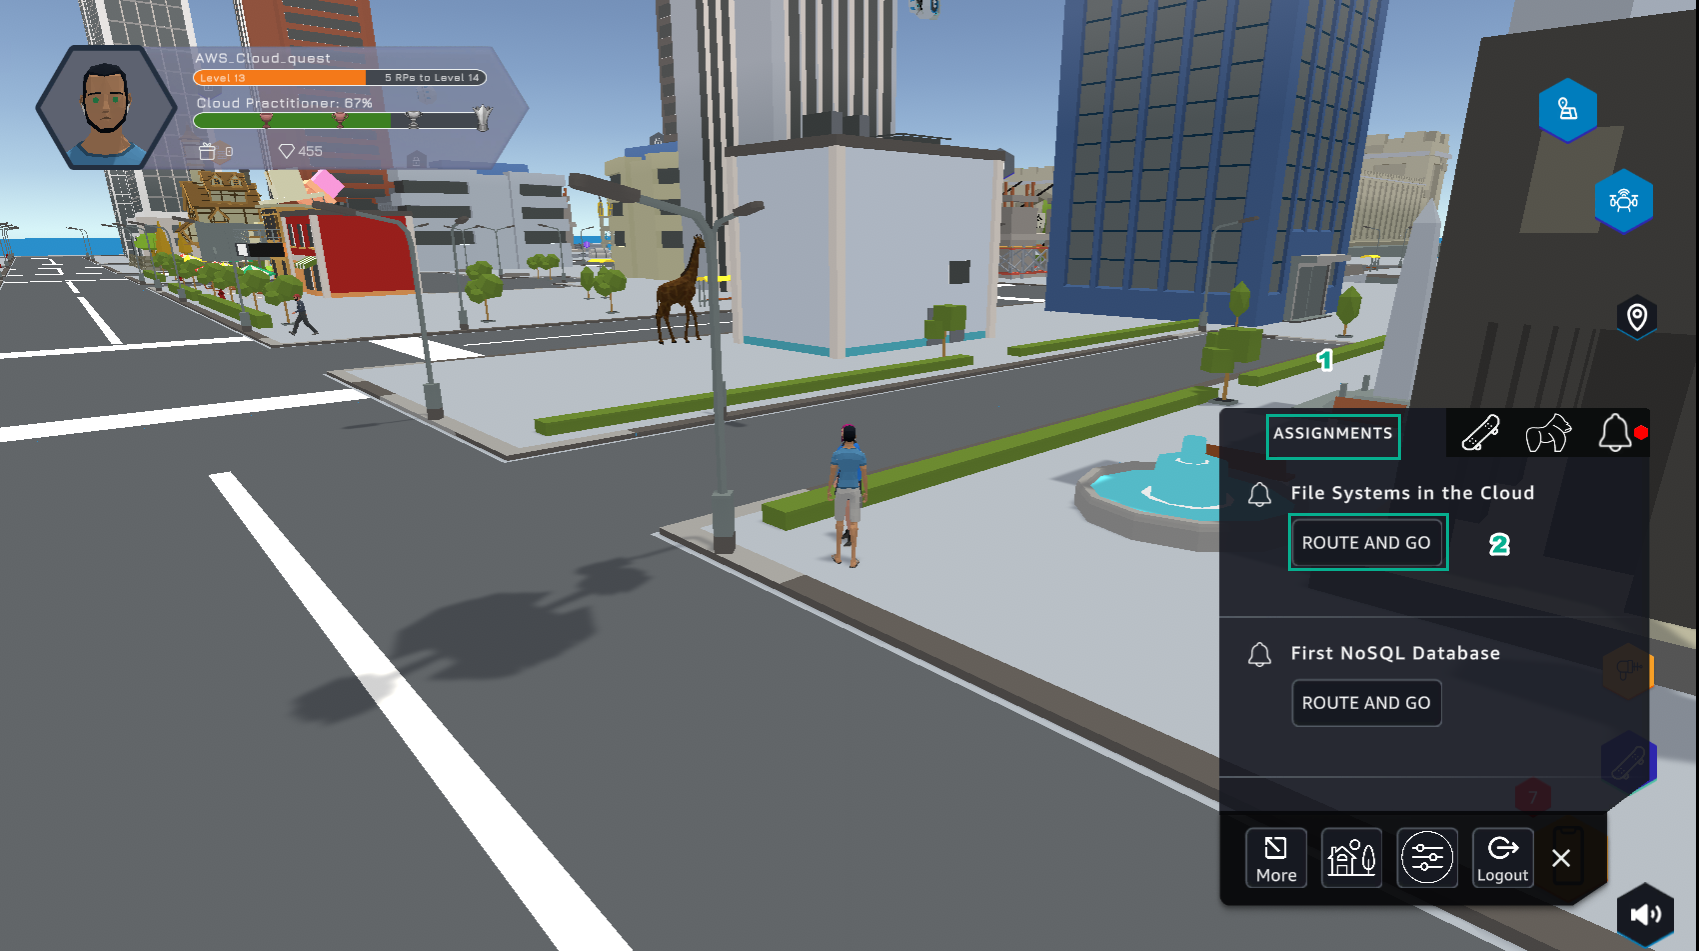 AWS_Cloud_quest
Level 13
5 RPs to Level 14
Cloud Practitioner: 67%
0
455
1
ASSIGNMENTS
File Systems in the Cloud
ROUTE AND GO
2
First NoSQL Database
ROUTE AND GO
7
More
Logout